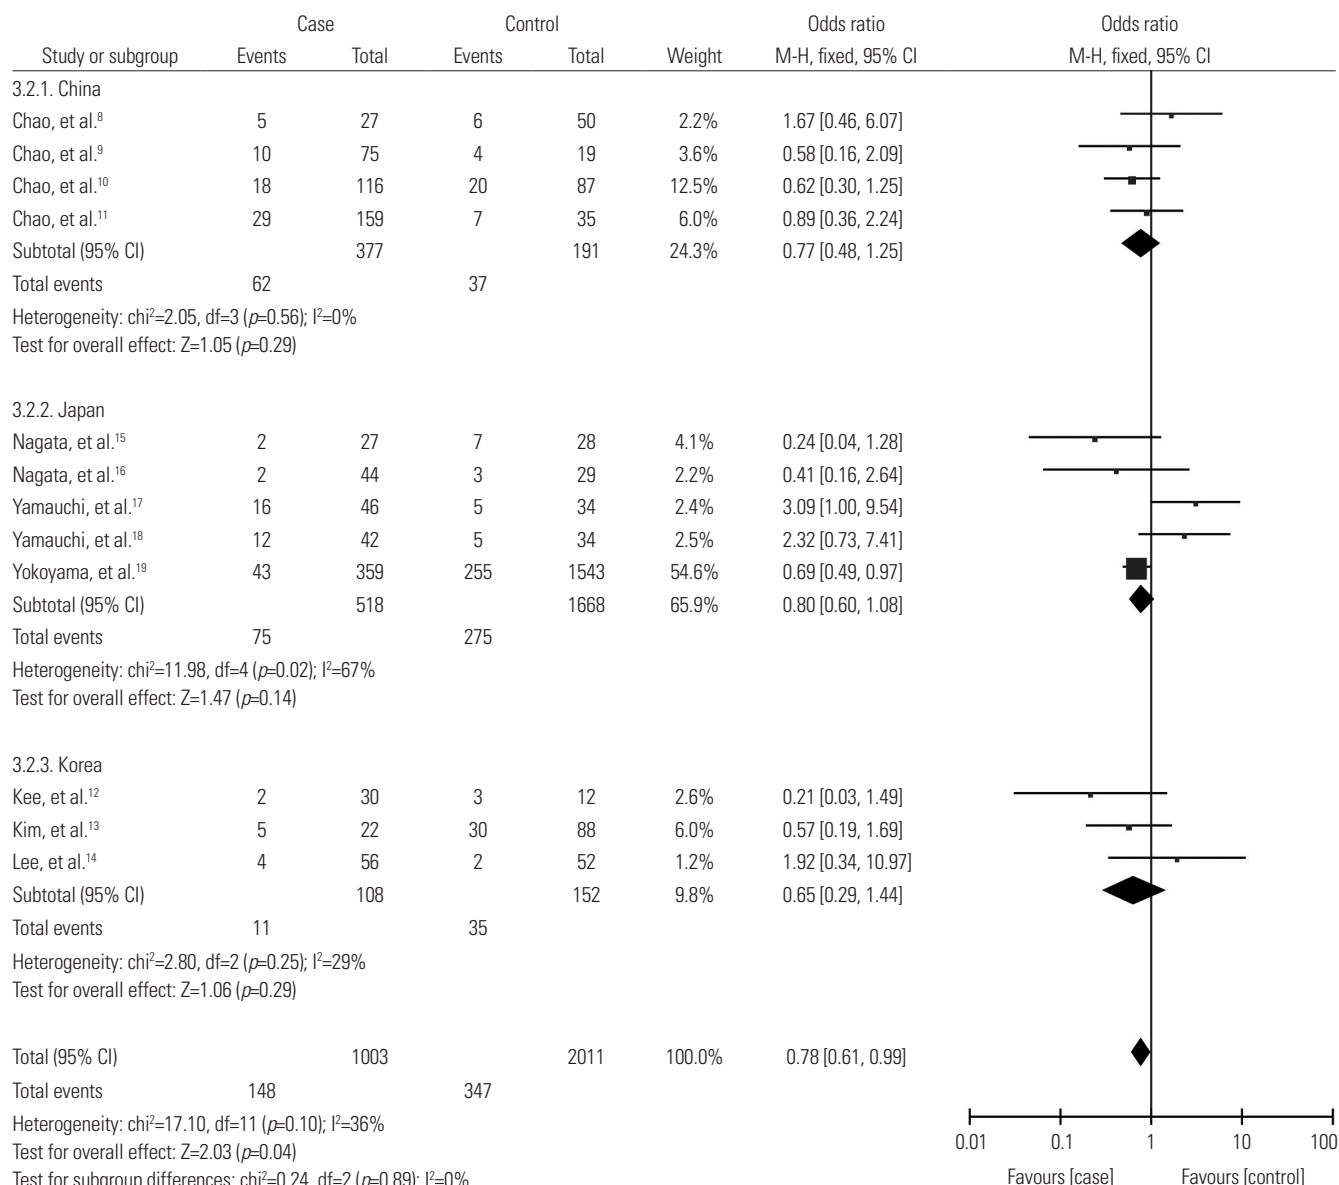 Case Control Odds ratio Odds ratio
Study or subgroup Events Total Events Total Weight M-H, fixed, 95% CI M-H, fixed, 95% CI
3.2.1. China
Chao, et al.⁸ 5 27 6 50 2.2% 1.67 [0.46, 6.07]
Chao, et al.⁹ 10 75 4 19 3.6% 0.58 [0.16, 2.09]
Chao, et al.¹⁰ 18 116 20 87 12.5% 0.62 [0.30, 1.25]
Chao, et al.¹¹ 29 159 7 35 6.0% 0.89 [0.36, 2.24]
Subtotal (95% CI) 377 191 24.3% 0.77 [0.48, 1.25]
Total events 62 37
Heterogeneity: chi²=2.05, df=3 (p=0.56); I²=0%
Test for overall effect: Z=1.05 (p=0.29)
3.2.2. Japan
Nagata, et al.¹⁵ 2 27 7 28 4.1% 0.24 [0.04, 1.28]
Nagata, et al.¹⁶ 2 44 3 29 2.2% 0.41 [0.16, 2.64]
Yamauchi, et al.¹⁷ 16 46 5 34 2.4% 3.09 [1.00, 9.54]
Yamauchi, et al.¹⁸ 12 42 5 34 2.5% 2.32 [0.73, 7.41]
Yokoyama, et al.¹⁹ 43 359 255 1543 54.6% 0.69 [0.49, 0.97]
Subtotal (95% CI) 518 1668 65.9% 0.80 [0.60, 1.08]
Total events 75 275
Heterogeneity: chi²=11.98, df=4 (p=0.02); I²=67%
Test for overall effect: Z=1.47 (p=0.14)
3.2.3. Korea
Kee, et al.¹² 2 30 3 12 2.6% 0.21 [0.03, 1.49]
Kim, et al.¹³ 5 22 30 88 6.0% 0.57 [0.19, 1.69]
Lee, et al.¹⁴ 4 56 2 52 1.2% 1.92 [0.34, 10.97]
Subtotal (95% CI) 108 152 9.8% 0.65 [0.29, 1.44]
Total events 11 35
Heterogeneity: chi²=2.80, df=2 (p=0.25); I²=29%
Test for overall effect: Z=1.06 (p=0.29)
Total (95% CI) 1003 2011 100.0% 0.78 [0.61, 0.99]
Total events 148 347
Heterogeneity: chi²=17.10, df=11 (p=0.10); I²=36%
Test for overall effect: Z=2.03 (p=0.04)
Test for subgroup differences: chi²=0.24, df=2 (p=0.89); I²=0%
0.01 0.1 1 10 100
Favours [case] Favours [control]